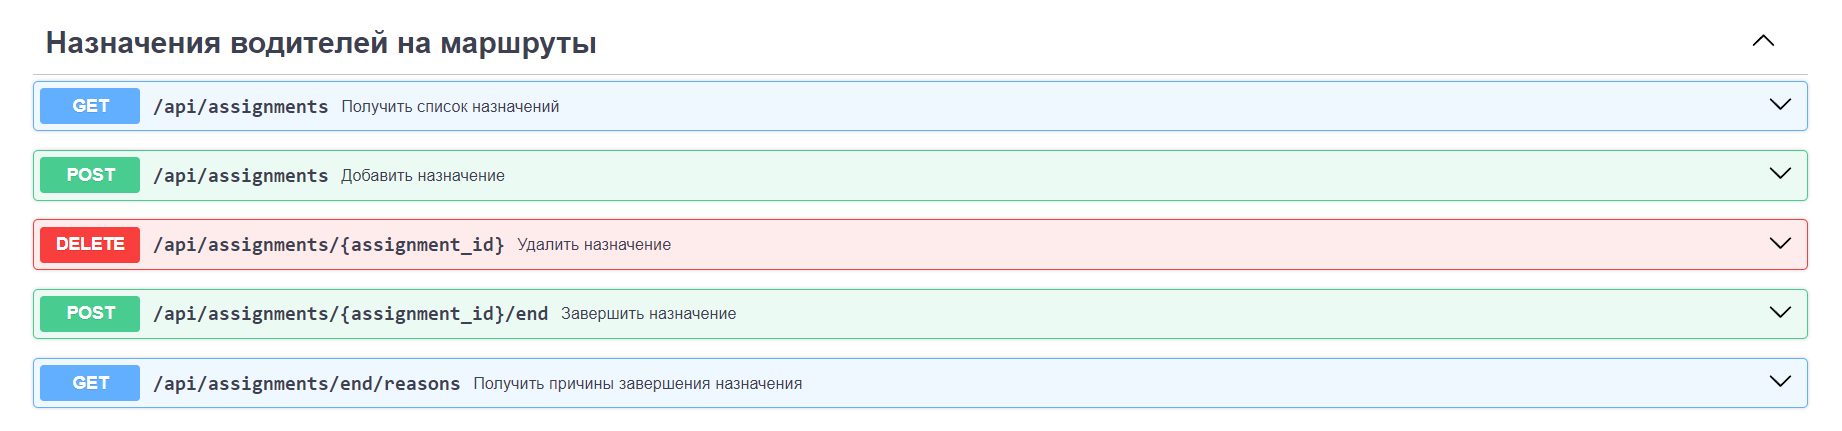 Назначения водителей на маршруты
GET /api/assignments Получить список назначений
POST /api/assignments Добавить назначение
DELETE /api/assignments/{assignment_id} Удалить назначение
POST /api/assignments/{assignment_id}/end Завершить назначение
GET /api/assignments/end/reasons Получить причины завершения назначения